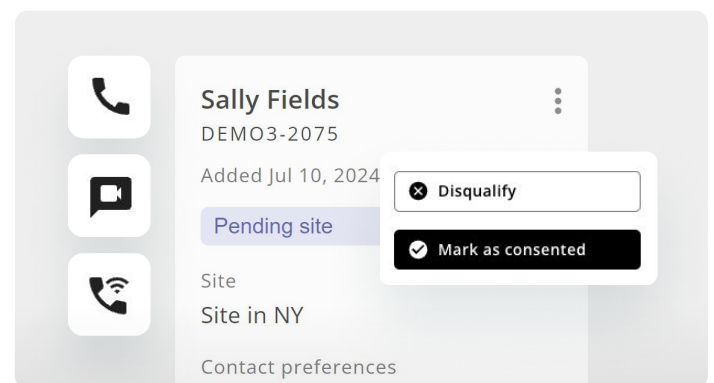 Sally Fields
DEMO3-2075
Added Jul 10, 2024
Disqualify
Pending site
Mark as consented
Site
Site in NY
Contact preferences